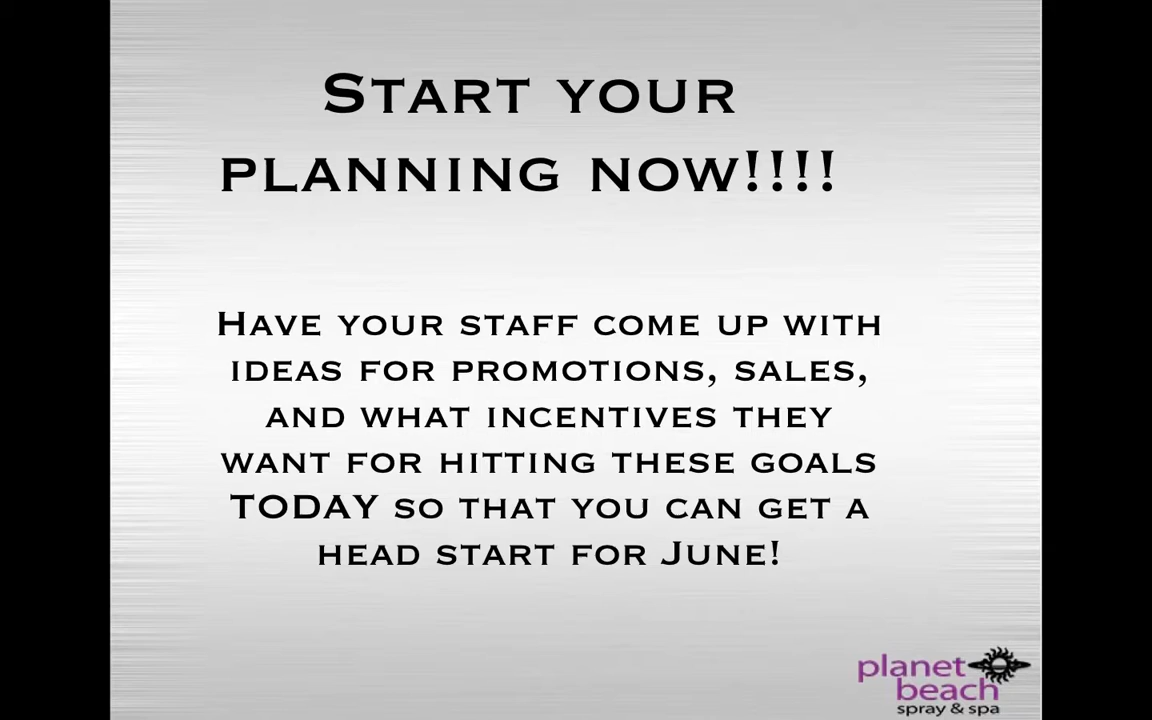 Start your
planning now!!!!
Have your staff come up with
ideas for promotions, sales,
and what incentives they
want for hitting these goals
TODAY so that you can get a
head start for June!
planet
beach
spray & spa